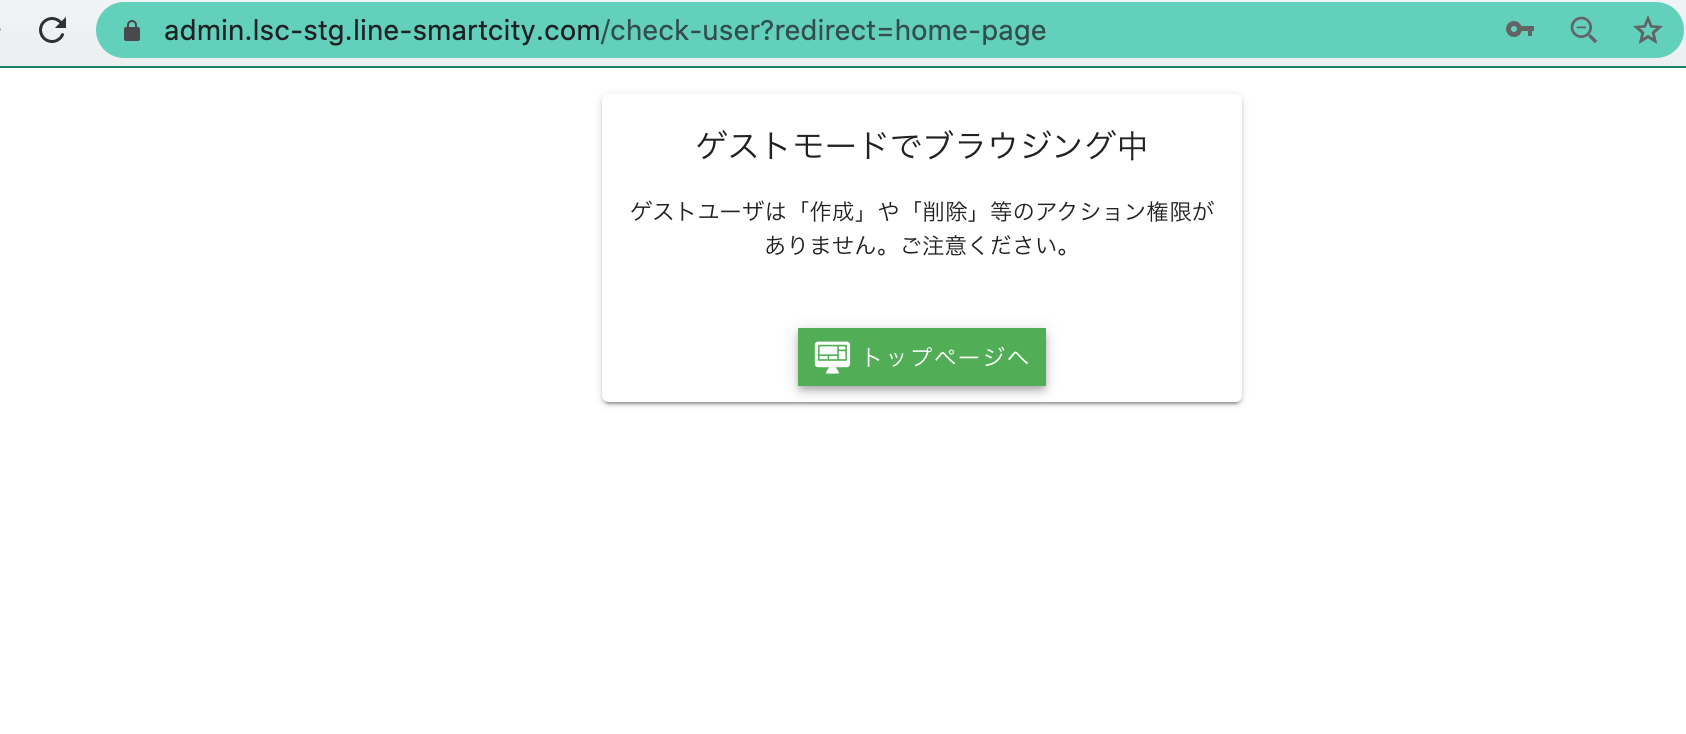 admin.lsc-stg.line-smartcity.com/check-user?redirect=home-page
ゲストモードでブラウジング中
ゲストユーザは「作成」や「削除」等のアクション権限が
ありません。ご注意ください。
トップページへ